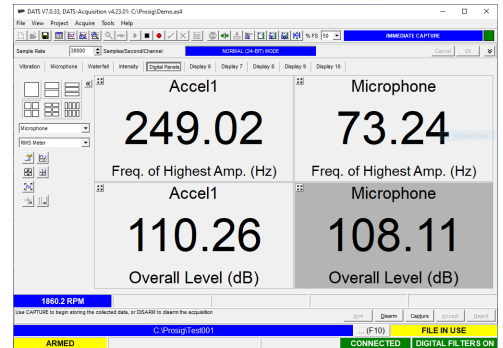 DATS V7.0.33, DATS-Acquisition v4.23.01: C:\Prosig\Demo.as4
File View Project Acquire Tools Help
% FS 50 IMMEDIATE CAPTURE
Sample Rate 30000 Samples/Second/Channel NORMAL (24-BIT) MODE Cancel Ok
Vibration Microphone Waterfall Intensity Digital Panels Display 6 Display 7 Display 8 Display 9 Display 10
Accel1 Microphone
Microphone
RMS Meter
249.02 73.24
Freq. of Highest Amp. (Hz) Freq. of Highest Amp. (Hz)
Accel1 Microphone
110.26 108.11
Overall Level (dB) Overall Level (dB)
1860.2 RPM
Use CAPTURE to begin storing the collected data, or DISARM to disarm the acquisition Arm Disarm Capture Accept Reject
C:\Prosig\Test001 ... (F10) FILE IN USE
ARMED CONNECTED DIGITAL FILTERS ON